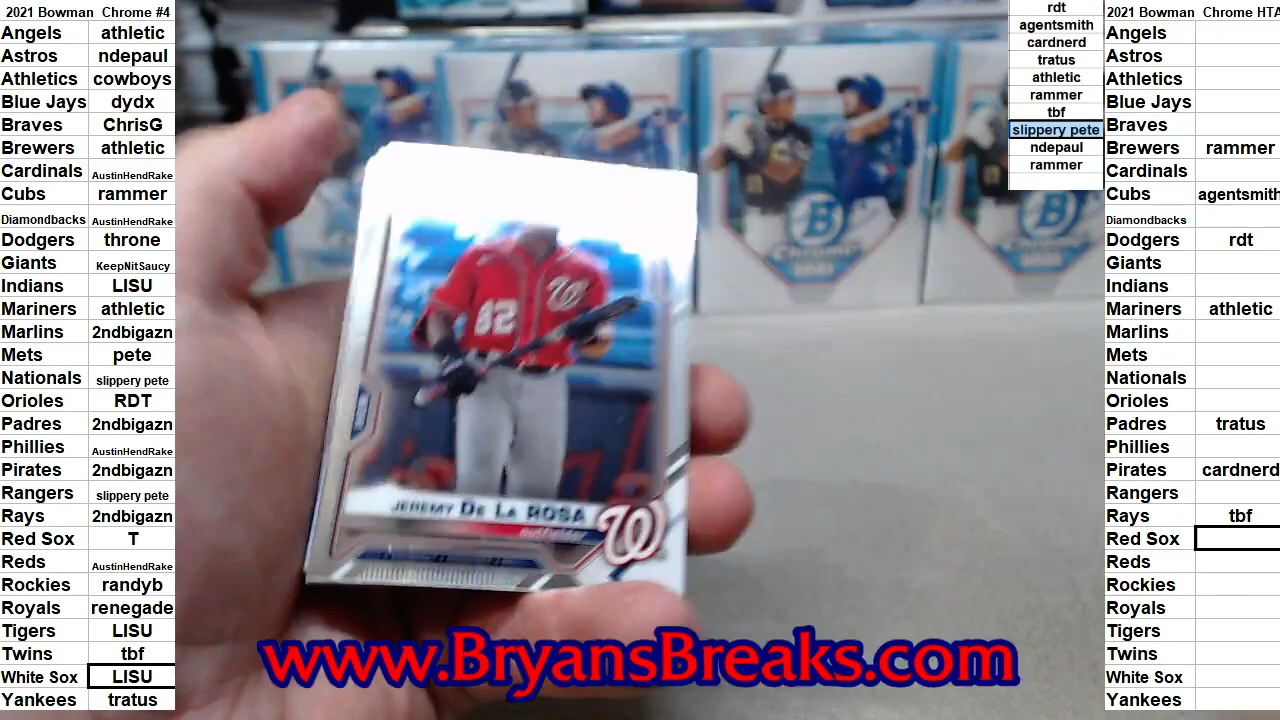 2021 Bowman Chrome #4
Angels athletic
Astros ndepaul
Athletics cowboys
Blue Jays dydx
Braves ChrisG
Brewers athletic
Cardinals AustinHendRake
Cubs rammer
Diamondbacks AustinHendRake
Dodgers throne
Giants KeepNitSaucy
Indians LISU
Mariners athletic
Marlins 2ndbigazn
Mets pete
Nationals slippery pete
Orioles RDT
Padres 2ndbigazn
Phillies AustinHendRake
Pirates 2ndbigazn
Rangers slippery pete
Rays 2ndbigazn
Red Sox T
Reds AustinHendRake
Rockies randyb
Royals renegade
Tigers LISU
Twins tbf
White Sox LISU
Yankees tratus
62
W
JEREMY DE LA ROSA
outfielder
W
B
Chrome
2021
B
www.BryansBreaks.com
rdt
agentsmith
cardnerd
tratus
athletic
rammer
tbf
slippery pete
ndepaul
rammer
2021 Bowman Chrome HTA
Angels
Astros
Athletics
Blue Jays
Braves
Brewers rammer
Cardinals
Cubs agentsmith
Diamondbacks
Dodgers rdt
Giants
Indians
Mariners athletic
Marlins
Mets
Nationals
Orioles
Padres tratus
Phillies
Pirates cardnerd
Rangers
Rays tbf
Red Sox
Reds
Rockies
Royals
Tigers
Twins
White Sox
Yankees